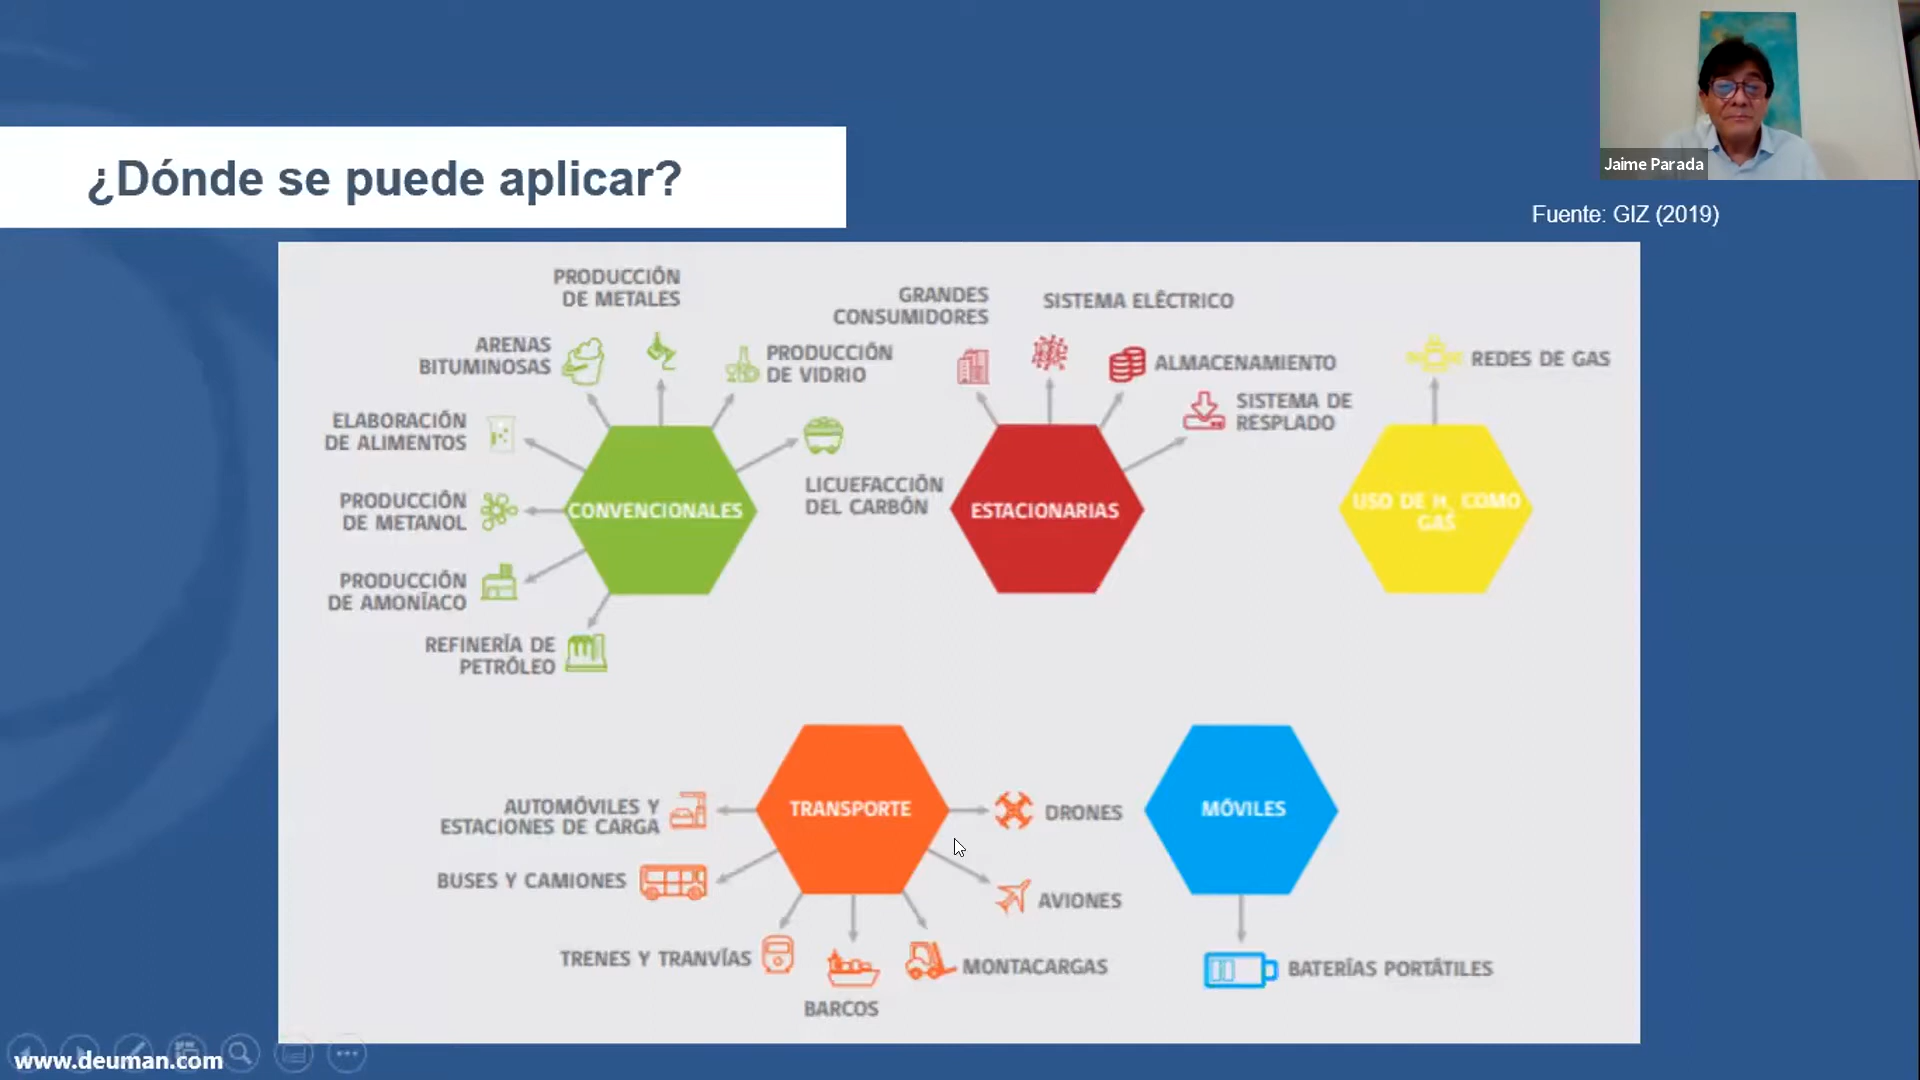 Jaime Parada
¿Dónde se puede aplicar?
Fuente: GIZ (2019)
PRODUCCIÓN
DE METALES
ARENAS
BITUMINOSAS
PRODUCCIÓN
DE VIDRIO
ELABORACIÓN
DE ALIMENTOS
PRODUCCIÓN
DE METANOL
CONVENCIONALES
LICUEFACCIÓN
DEL CARBÓN
PRODUCCIÓN
DE AMONÍACO
REFINERÍA DE
PETRÓLEO
GRANDES
CONSUMIDORES
SISTEMA ELÉCTRICO
ALMACENAMIENTO
SISTEMA DE
RESPLADO
ESTACIONARIAS
REDES DE GAS
USO DE H₂ COMO
GAS
AUTOMÓVILES Y
ESTACIONES DE CARGA
TRANSPORTE
DRONES
BUSES Y CAMIONES
AVIONES
TRENES Y TRANVÍAS
BARCOS
MONTACARGAS
MÓVILES
BATERÍAS PORTÁTILES
www.deuman.com